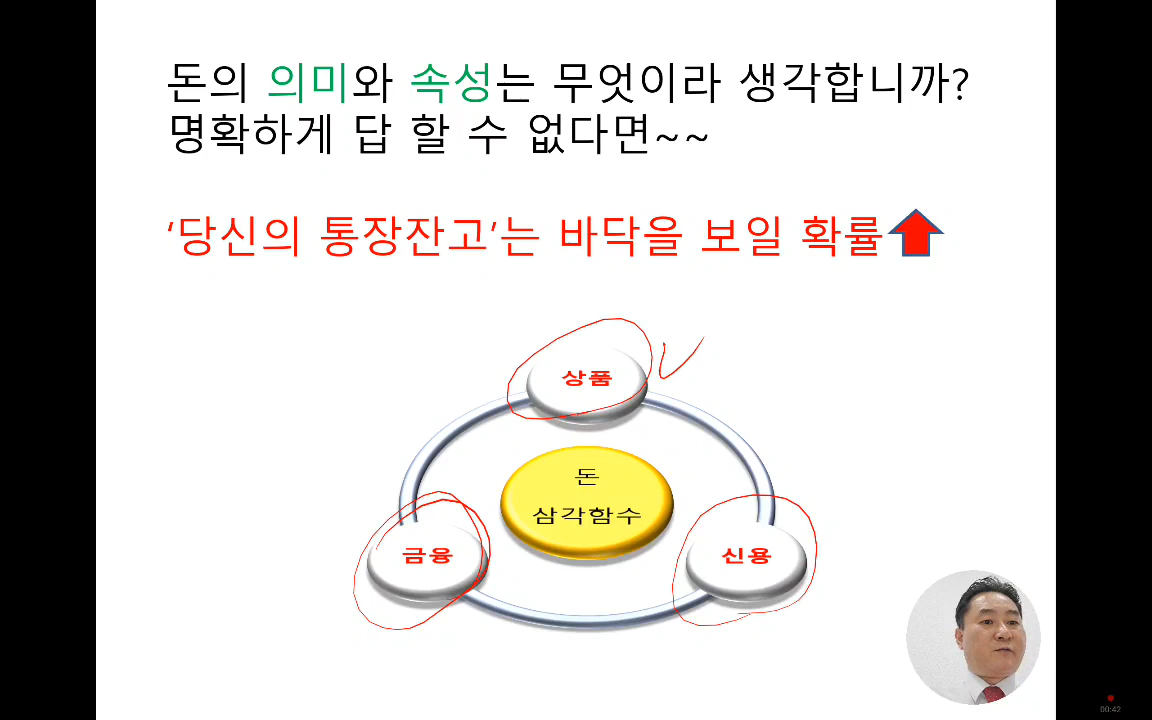 돈의 의미와 속성는 무엇이라 생각합니까?
명확하게 답 할 수 없다면~~
'당신의 통장잔고'는 바닥을 보일 확률
상품
돈
삼각함수
금융
신용
00:42